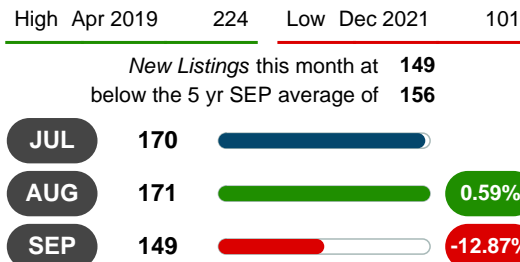 High Apr 2019 224 Low Dec 2021 101
New Listings this month at 149
below the 5 yr SEP average of 156
JUL 170
AUG 171 0.59%
SEP 149 -12.87%